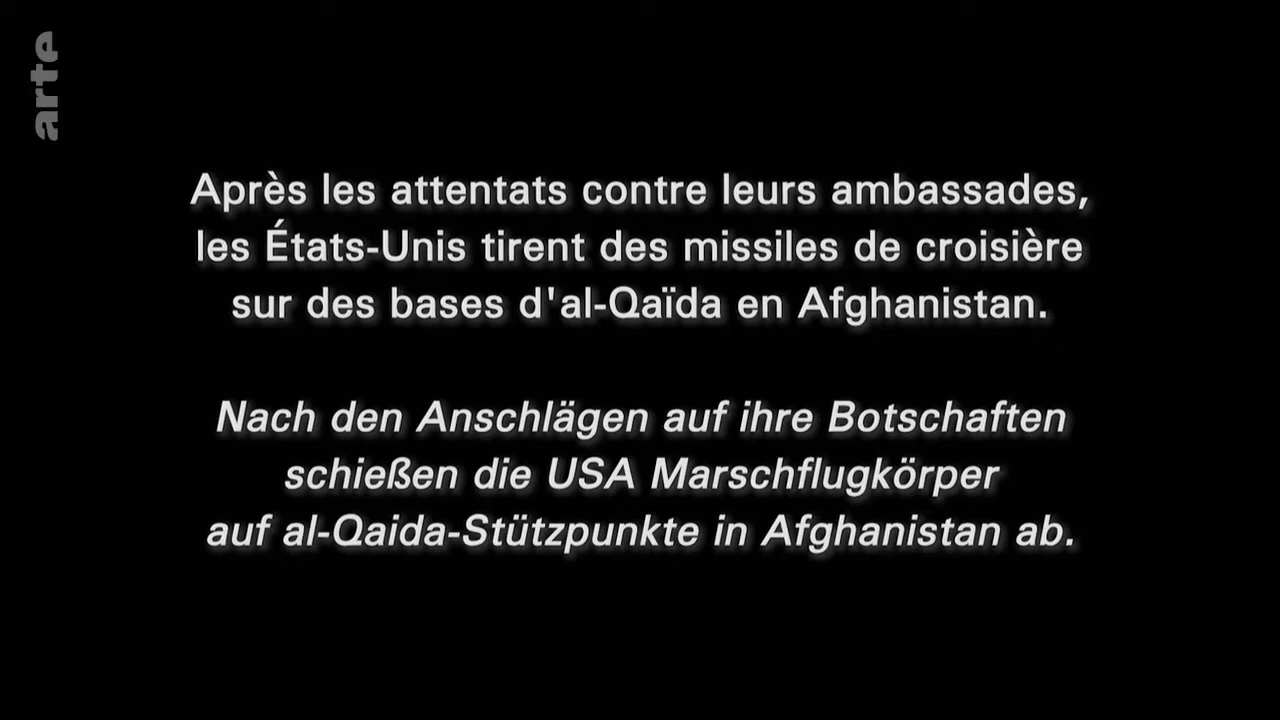 arte
Après les attentats contre leurs ambassades,
les États-Unis tirent des missiles de croisière
sur des bases d'al-Qaïda en Afghanistan.
Nach den Anschlägen auf ihre Botschaften
schießen die USA Marschflugkörper
auf al-Qaida-Stützpunkte in Afghanistan ab.